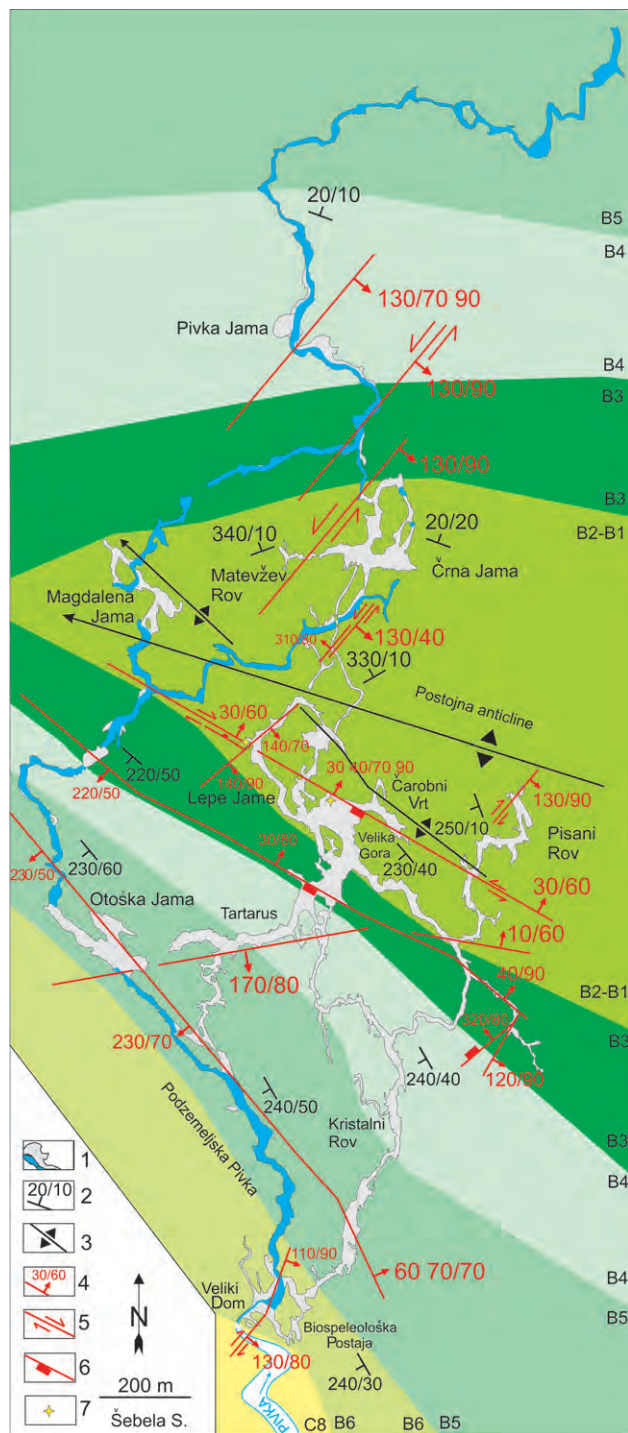 20/10
B5
B4
130/70 90
Pivka Jama
B4
130/90
B3
130/90
B3
340/10
20/20
B2-B1
Matevžev
Rov
Črna Jama
Magdalena
Jama
310/80
130/40
330/10
Postojna anticline
30/60
140/70
220/50
220/50
140/90
30 40/70 90
Čarobni
Vrt
130/90
Lepe Jame
250/10
Pisani
Rov
Velika
Gora
30/80
230/40
230/60
230/50
30/60
Otoška Jama
Tartarus
10/60
170/80
40/90
B2-B1
320/80
B3
230/70
240/40
120/90
240/50
Podzemeljska Pivka
Kristalni
Rov
B3
B4
1
20/10
2
3
110/90
60 70/70
B4
30/60
4
Veliki
Dom
B5
5
N
Biospeleološka
Postaja
130/80
6
240/30
200 m
7
PIVKA
Šebela S.
C8 B6 B6 B5